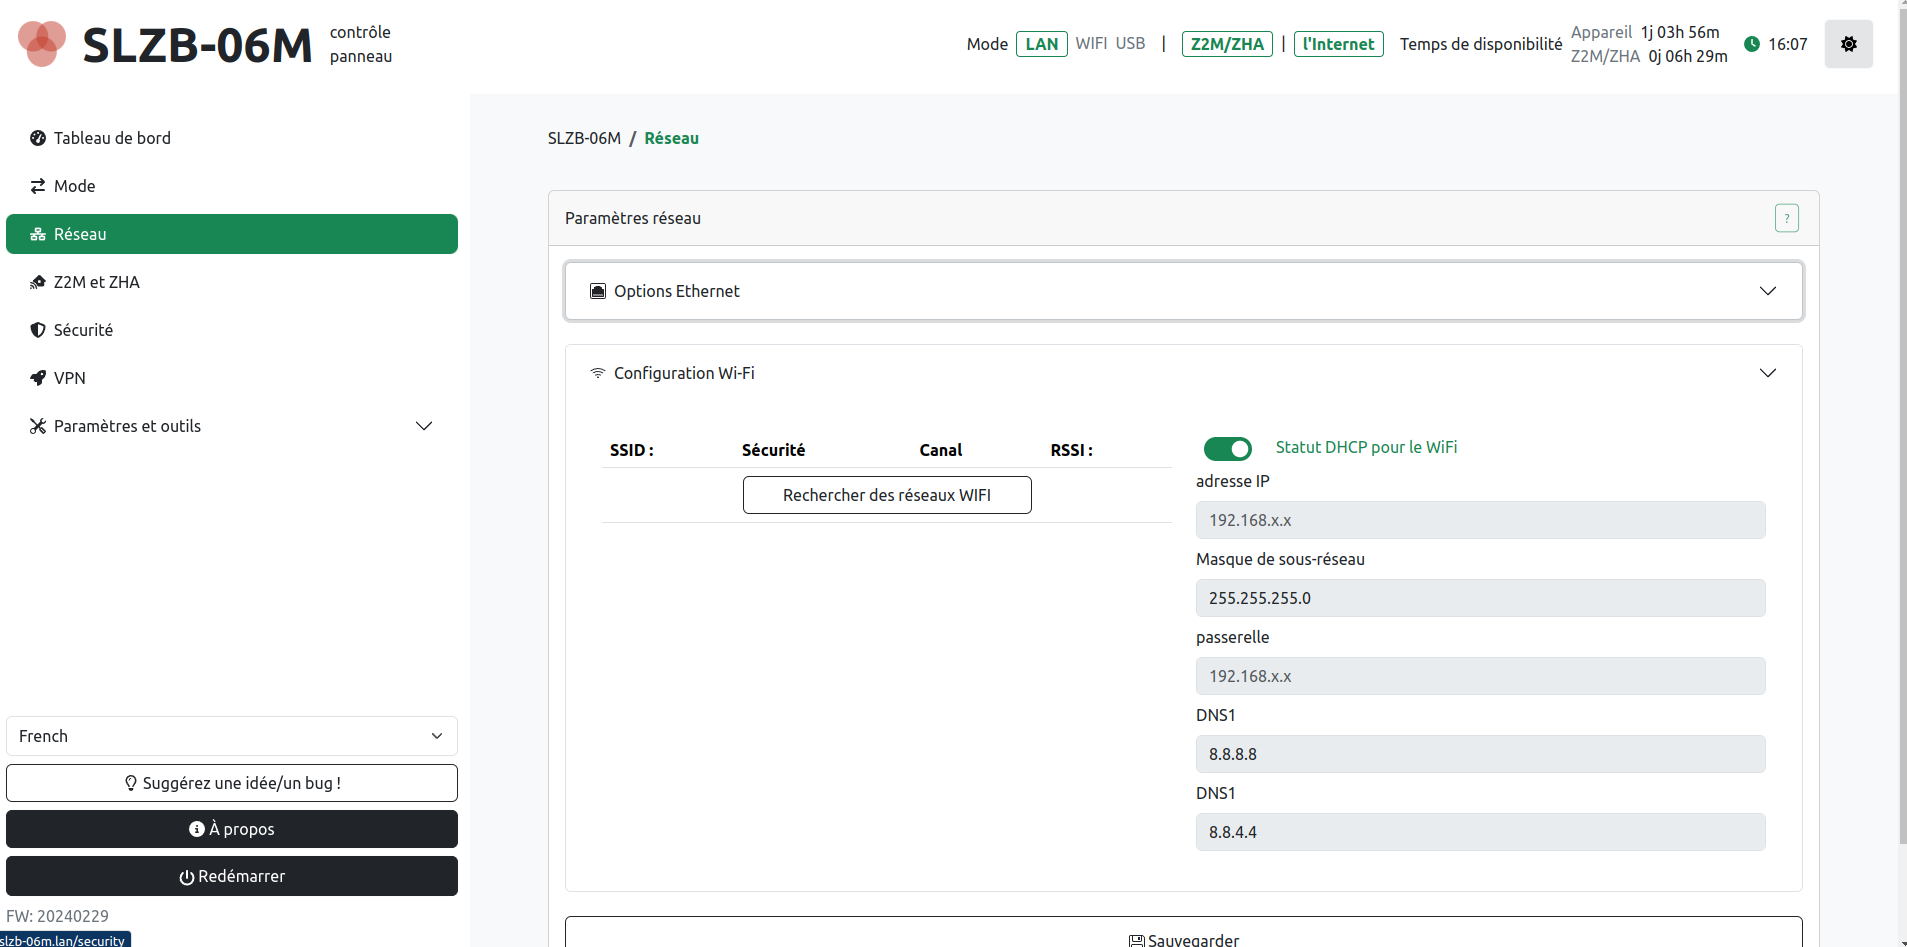 SLZB-06M
contrôle
panneau
Mode LAN WIFI USB | Z2M/ZHA | l'Internet Temps de disponibilité
Appareil 1j 03h 56m
Z2M/ZHA 0j 06h 29m
16:07
Tableau de bord
Mode
Réseau
Z2M et ZHA
Sécurité
VPN
Paramètres et outils
French
Suggérez une idée/un bug !
À propos
Redémarrer
FW: 20240229
slzb-06m.lan/security
SLZB-06M / Réseau
Paramètres réseau
?
Options Ethernet
Configuration Wi-Fi
SSID : Sécurité Canal RSSI :
Rechercher des réseaux WIFI
Statut DHCP pour le WiFi
adresse IP
192.168.x.x
Masque de sous-réseau
255.255.255.0
passerelle
192.168.x.x
DNS1
8.8.8.8
DNS1
8.8.4.4
Sauvegarder